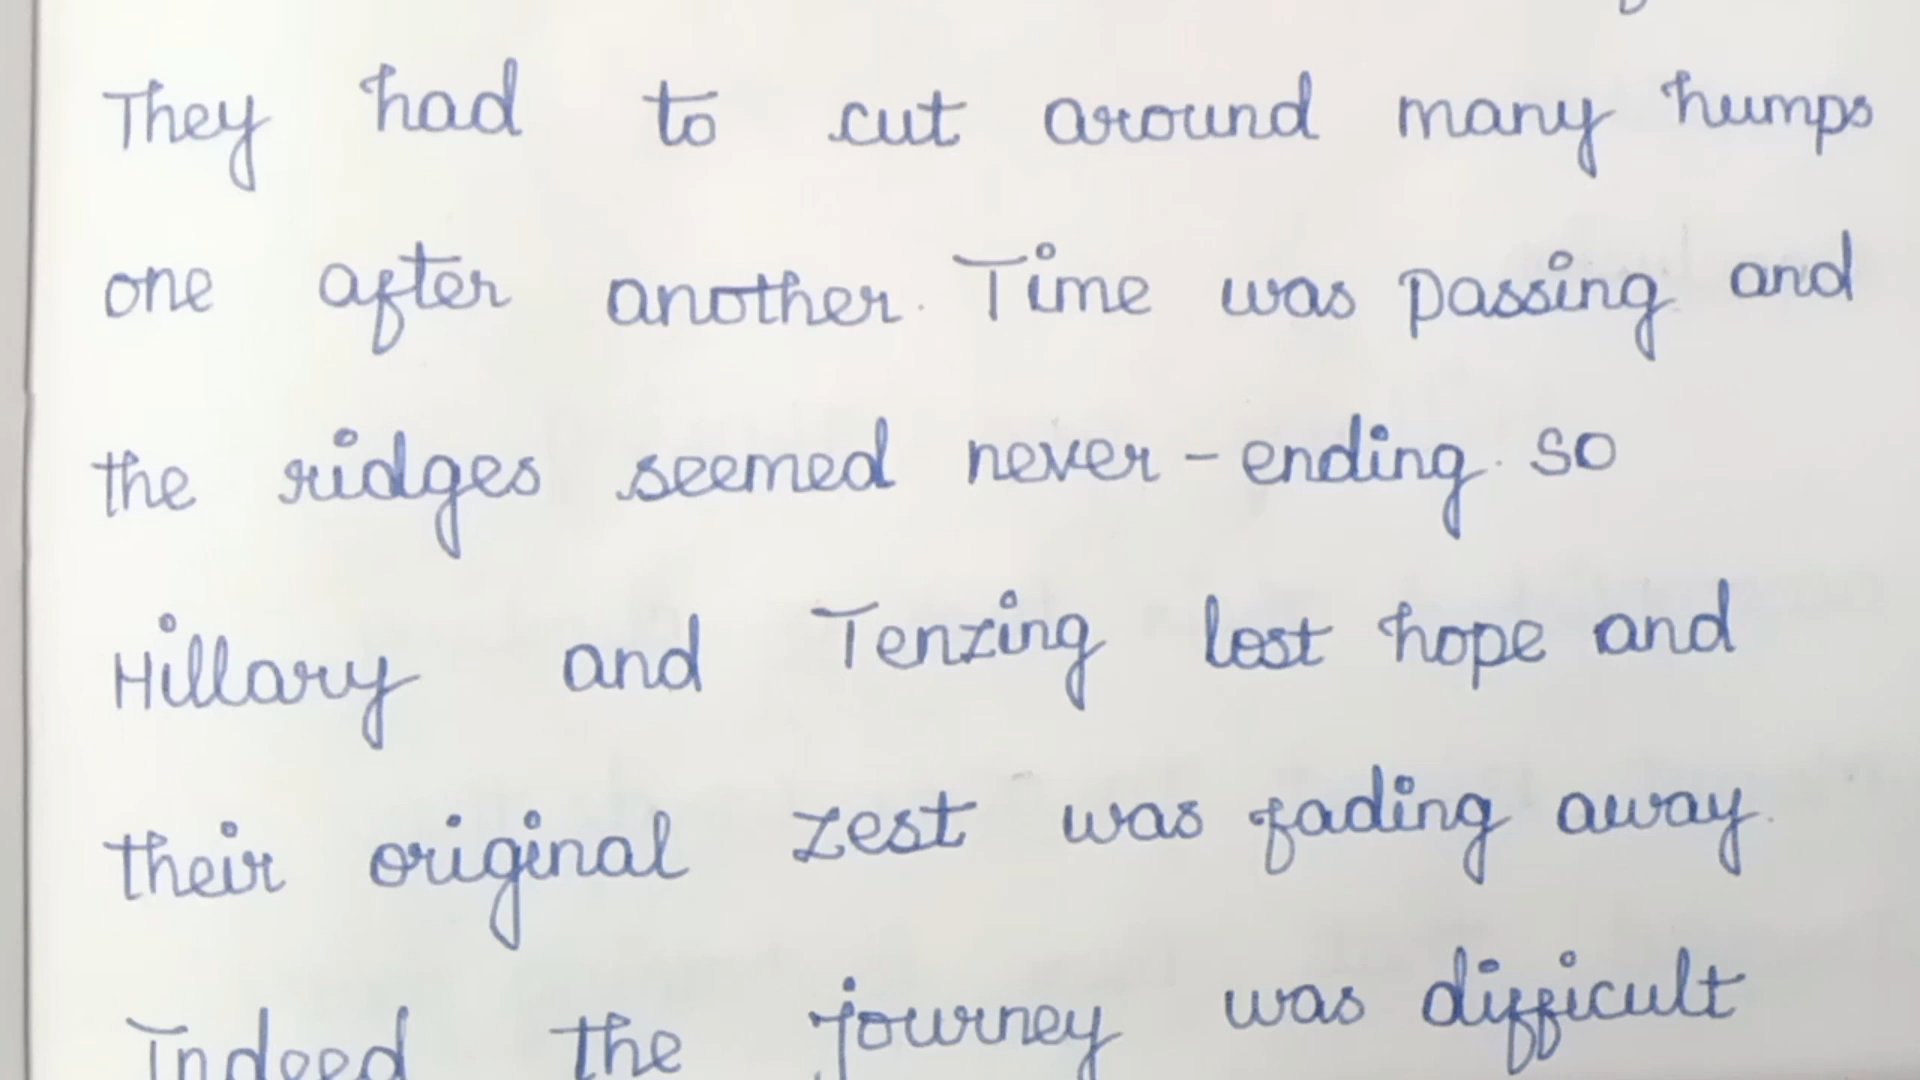 They had to cut around many humps
one after another. Time was passing and
the ridges seemed never-ending. so
Hillary and Tenzing lost hope and
their original zest was fading away.
Indeed the journey was difficult